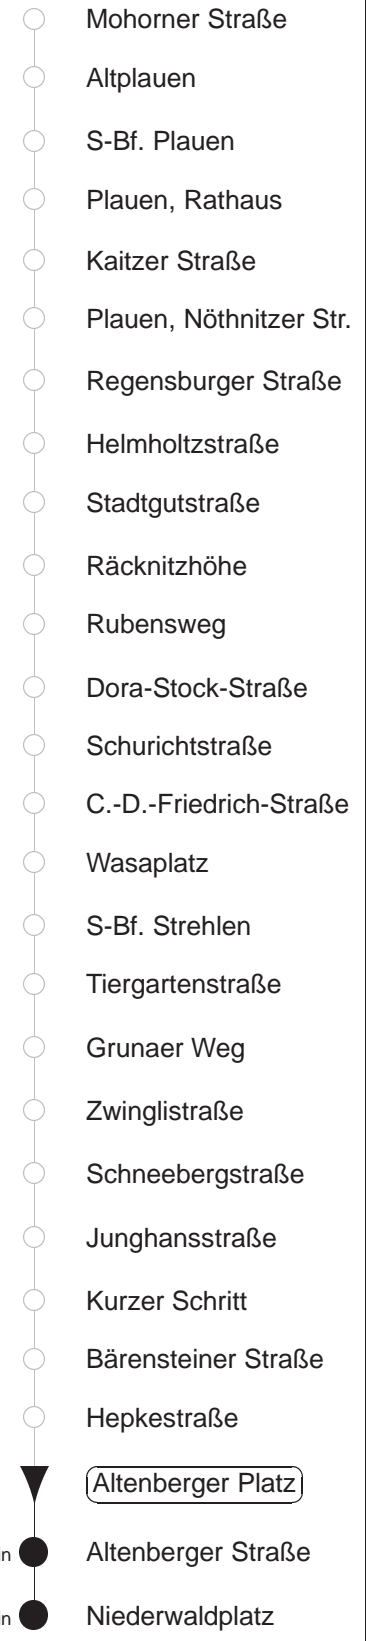 Mohorner Straße
Altplauen
S-Bf. Plauen
Plauen, Rathaus
Kaitzer Straße
Plauen, Nöthnitzer Str.
Regensburger Straße
Helmholtzstraße
Stadtgutstraße
Räcknitzhöhe
Rubensweg
Dora-Stock-Straße
Schurichtstraße
C.-D.-Friedrich-Straße
Wasaplatz
S-Bf. Strehlen
Tiergartenstraße
Grunaer Weg
Zwinglistraße
Schneebergstraße
Junghansstraße
Kurzer Schritt
Bärensteiner Straße
Hepkestraße
Altenberger Platz
Altenberger Straße
Niederwaldplatz